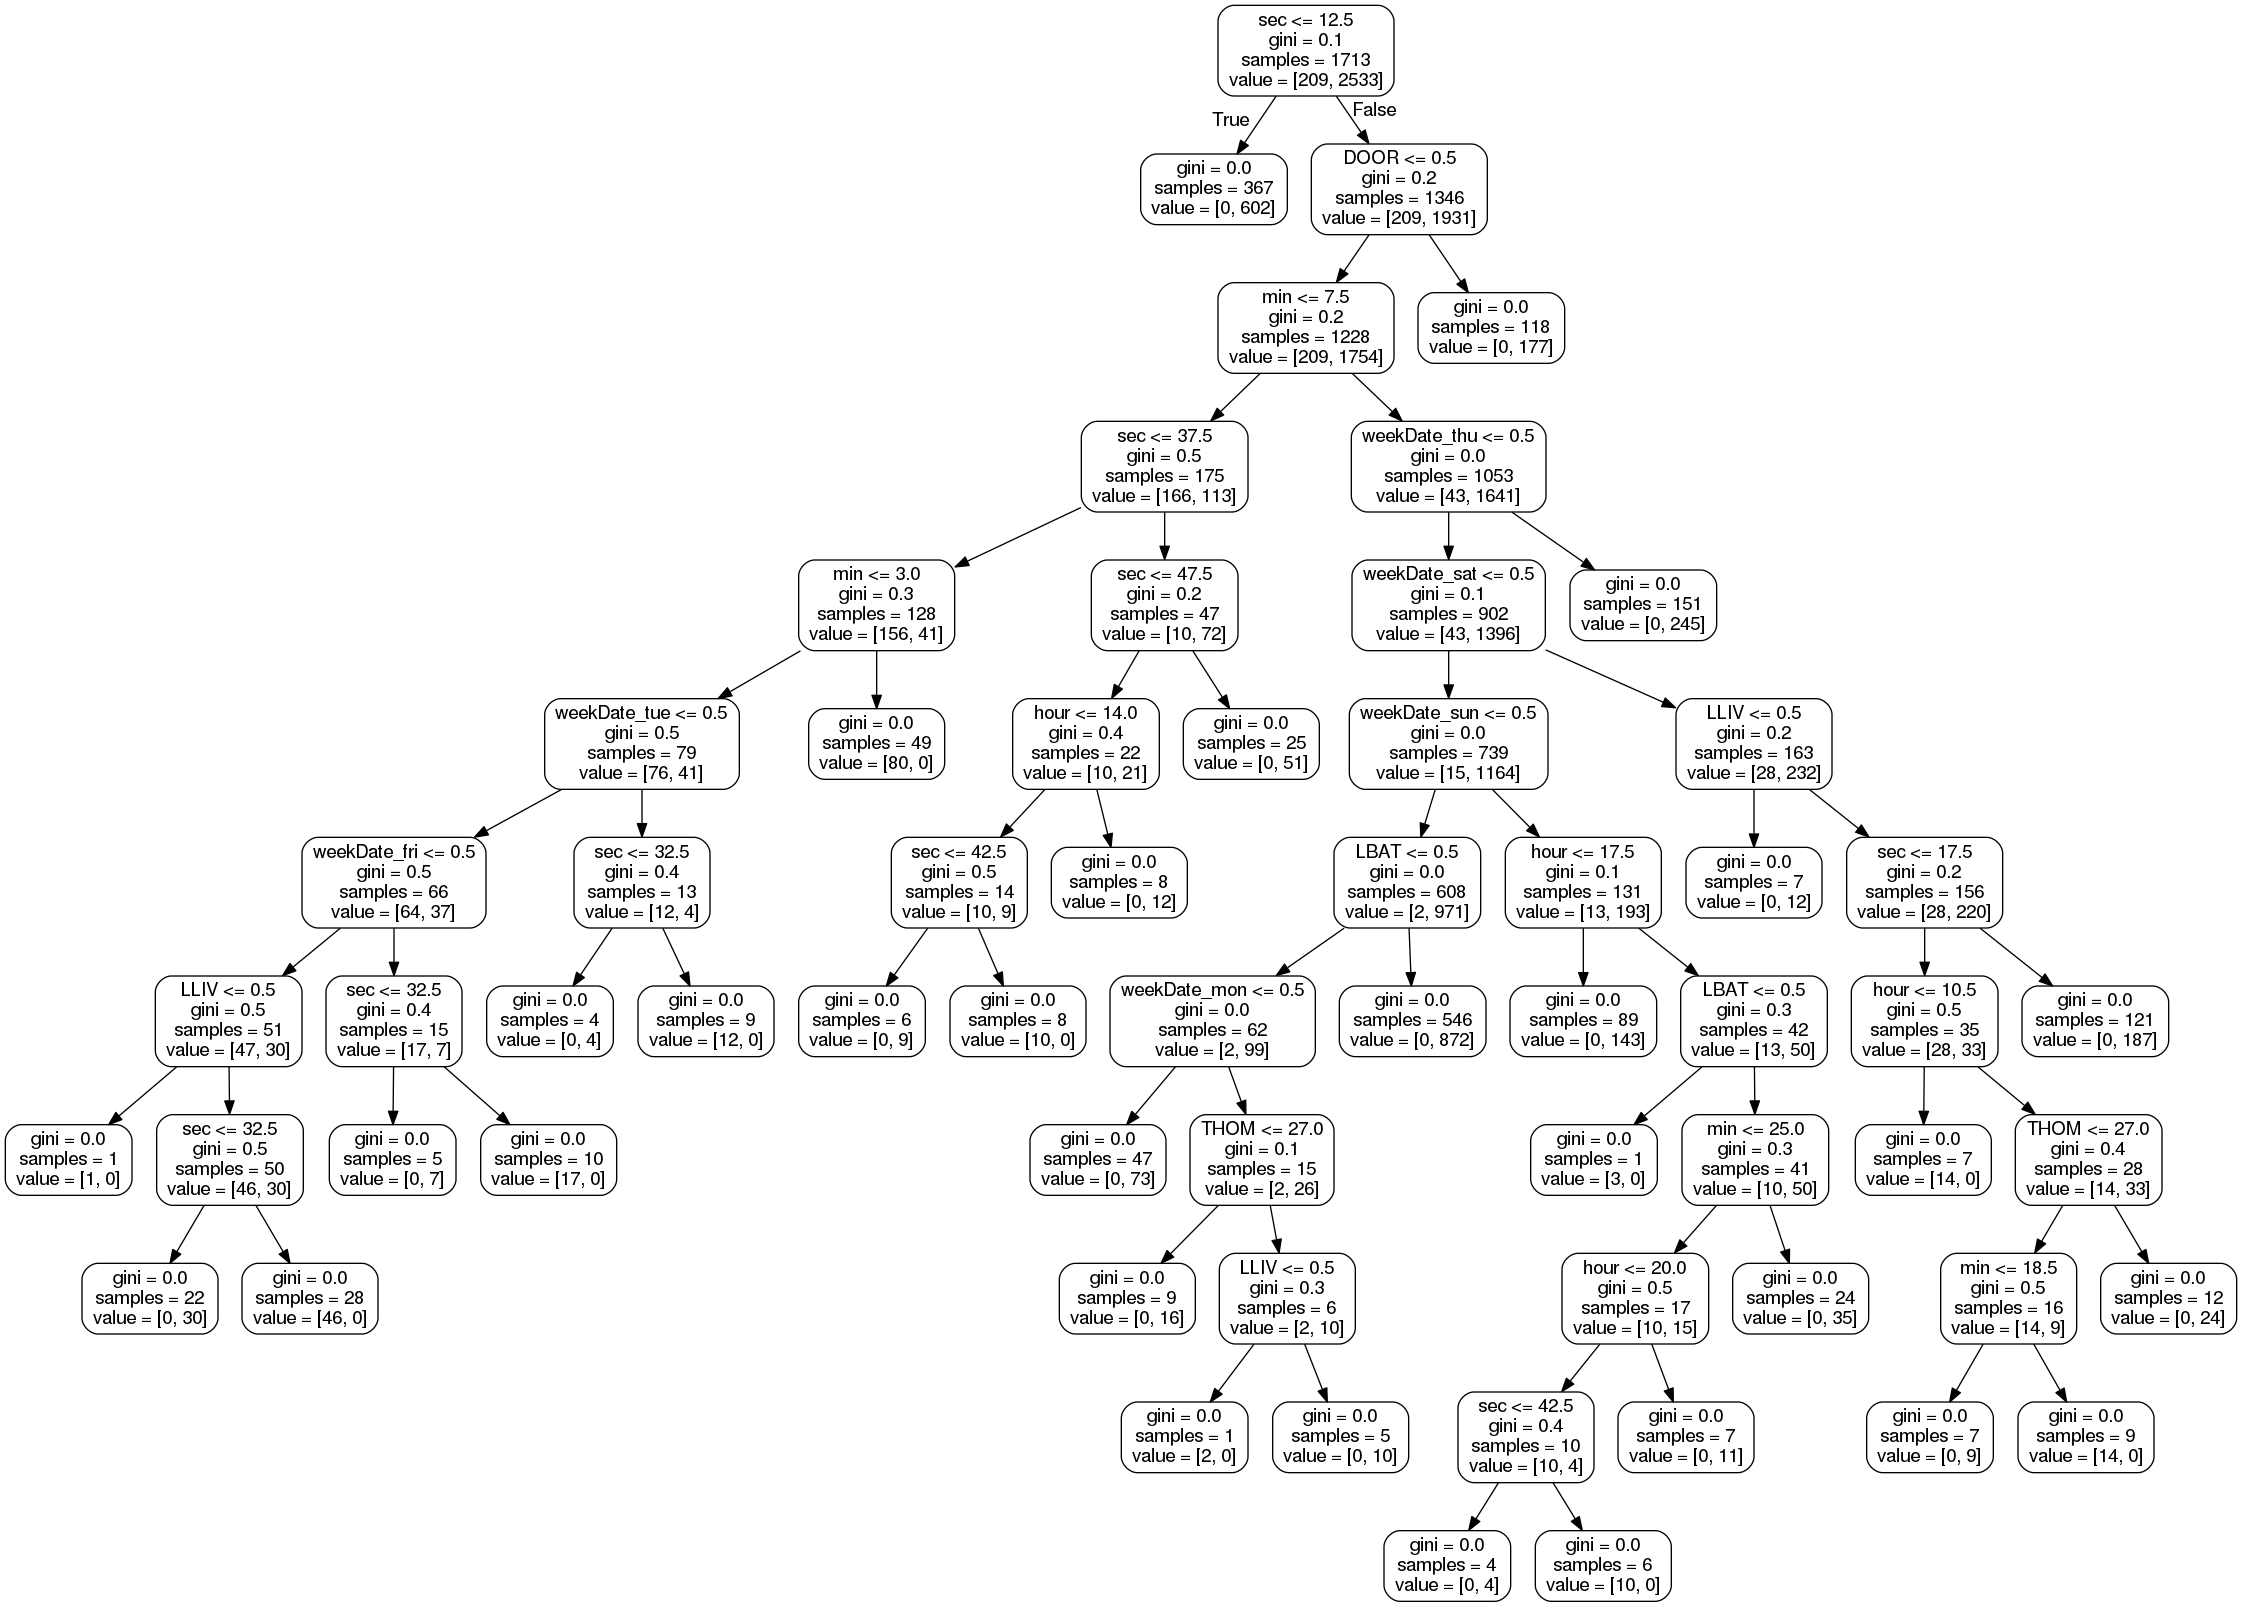 sec <= 12.5
gini = 0.1
samples = 1713
value = [209, 2533]
True
False
gini = 0.0
samples = 367
value = [0, 602]
DOOR <= 0.5
gini = 0.2
samples = 1346
value = [209, 1931]
min <= 7.5
gini = 0.2
samples = 1228
value = [209, 1754]
gini = 0.0
samples = 118
value = [0, 177]
sec <= 37.5
gini = 0.5
samples = 175
value = [166, 113]
weekDate_thu <= 0.5
gini = 0.0
samples = 1053
value = [43, 1641]
min <= 3.0
gini = 0.3
samples = 128
value = [156, 41]
sec <= 47.5
gini = 0.2
samples = 47
value = [10, 72]
weekDate_sat <= 0.5
gini = 0.1
samples = 902
value = [43, 1396]
gini = 0.0
samples = 151
value = [0, 245]
weekDate_tue <= 0.5
gini = 0.5
samples = 79
value = [76, 41]
gini = 0.0
samples = 49
value = [80, 0]
hour <= 14.0
gini = 0.4
samples = 22
value = [10, 21]
gini = 0.0
samples = 25
value = [0, 51]
weekDate_sun <= 0.5
gini = 0.0
samples = 739
value = [15, 1164]
LLIV <= 0.5
gini = 0.2
samples = 163
value = [28, 232]
weekDate_fri <= 0.5
gini = 0.5
samples = 66
value = [64, 37]
sec <= 32.5
gini = 0.4
samples = 13
value = [12, 4]
sec <= 42.5
gini = 0.5
samples = 14
value = [10, 9]
gini = 0.0
samples = 8
value = [0, 12]
LBAT <= 0.5
gini = 0.0
samples = 608
value = [2, 971]
hour <= 17.5
gini = 0.1
samples = 131
value = [13, 193]
gini = 0.0
samples = 7
value = [0, 12]
sec <= 17.5
gini = 0.2
samples = 156
value = [28, 220]
LLIV <= 0.5
gini = 0.5
samples = 51
value = [47, 30]
sec <= 32.5
gini = 0.4
samples = 15
value = [17, 7]
gini = 0.0
samples = 4
value = [0, 4]
gini = 0.0
samples = 9
value = [12, 0]
gini = 0.0
samples = 6
value = [0, 9]
gini = 0.0
samples = 8
value = [10, 0]
weekDate_mon <= 0.5
gini = 0.0
samples = 62
value = [2, 99]
gini = 0.0
samples = 546
value = [0, 872]
gini = 0.0
samples = 89
value = [0, 143]
LBAT <= 0.5
gini = 0.3
samples = 42
value = [13, 50]
hour <= 10.5
gini = 0.5
samples = 35
value = [28, 33]
gini = 0.0
samples = 121
value = [0, 187]
gini = 0.0
samples = 1
value = [1, 0]
sec <= 32.5
gini = 0.5
samples = 50
value = [46, 30]
gini = 0.0
samples = 5
value = [0, 7]
gini = 0.0
samples = 10
value = [17, 0]
gini = 0.0
samples = 47
value = [0, 73]
THOM <= 27.0
gini = 0.1
samples = 15
value = [2, 26]
gini = 0.0
samples = 1
value = [3, 0]
min <= 25.0
gini = 0.3
samples = 41
value = [10, 50]
gini = 0.0
samples = 7
value = [14, 0]
THOM <= 27.0
gini = 0.4
samples = 28
value = [14, 33]
gini = 0.0
samples = 22
value = [0, 30]
gini = 0.0
samples = 28
value = [46, 0]
gini = 0.0
samples = 9
value = [0, 16]
LLIV <= 0.5
gini = 0.3
samples = 6
value = [2, 10]
hour <= 20.0
gini = 0.5
samples = 17
value = [10, 15]
gini = 0.0
samples = 24
value = [0, 35]
min <= 18.5
gini = 0.5
samples = 16
value = [14, 9]
gini = 0.0
samples = 12
value = [0, 24]
gini = 0.0
samples = 1
value = [2, 0]
gini = 0.0
samples = 5
value = [0, 10]
sec <= 42.5
gini = 0.4
samples = 10
value = [10, 4]
gini = 0.0
samples = 7
value = [0, 11]
gini = 0.0
samples = 7
value = [0, 9]
gini = 0.0
samples = 9
value = [14, 0]
gini = 0.0
samples = 4
value = [0, 4]
gini = 0.0
samples = 6
value = [10, 0]